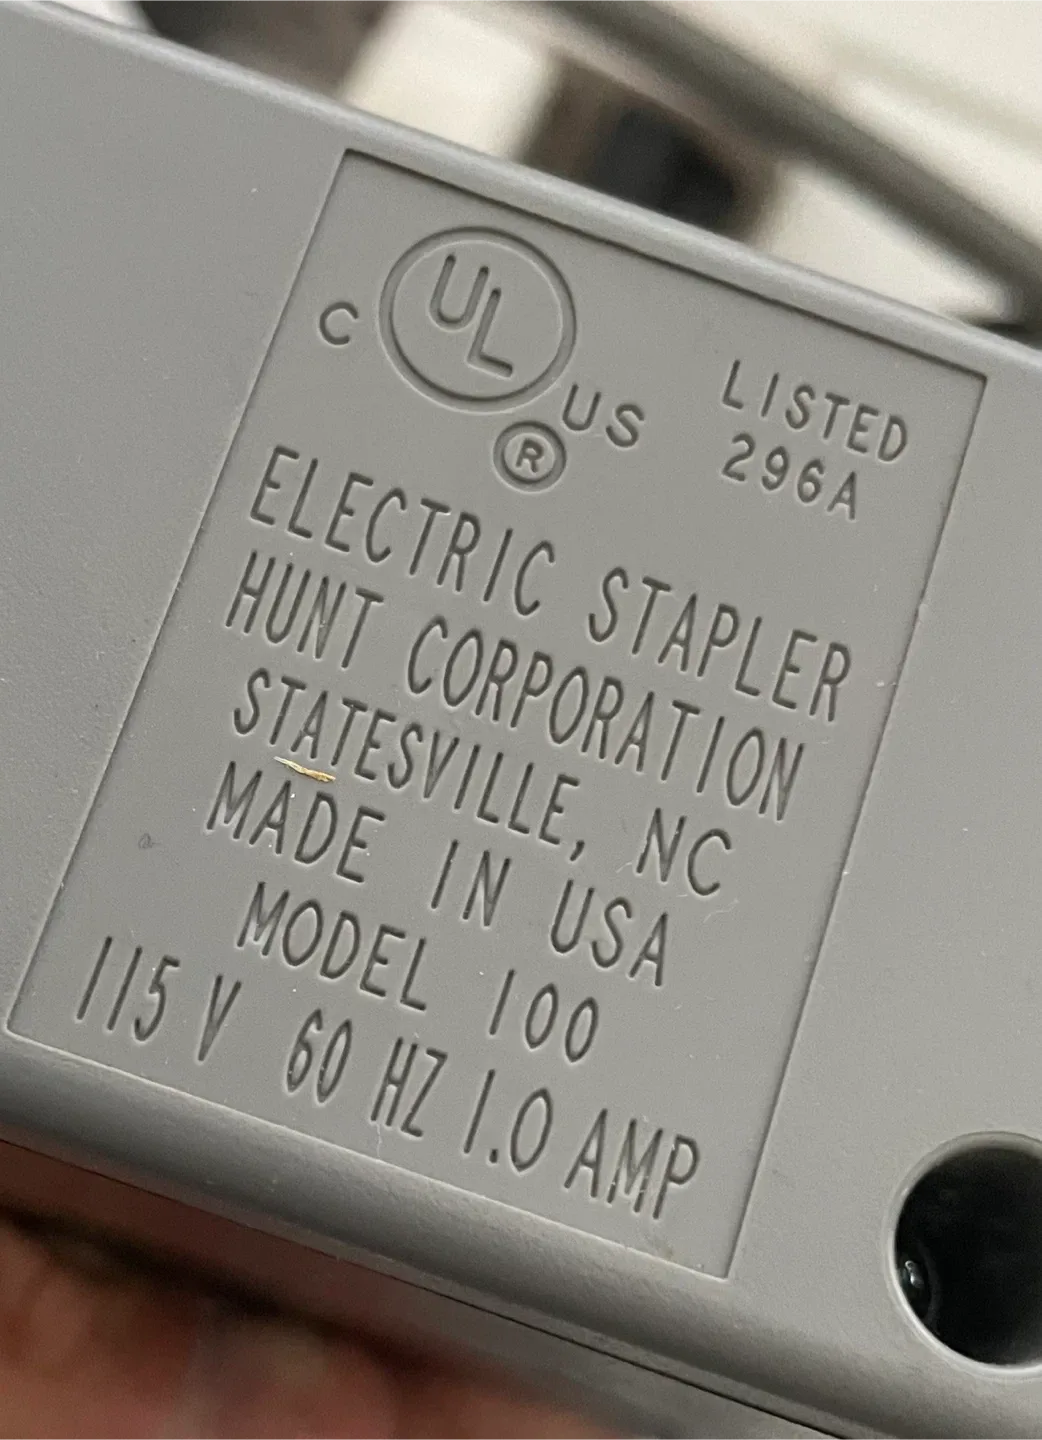 C UL US LISTED
® 296A
ELECTRIC STAPLER
HUNT CORPORATION
STATESVILLE, NC
MADE IN USA
MODEL 100
115 V 60 HZ 1.0 AMP